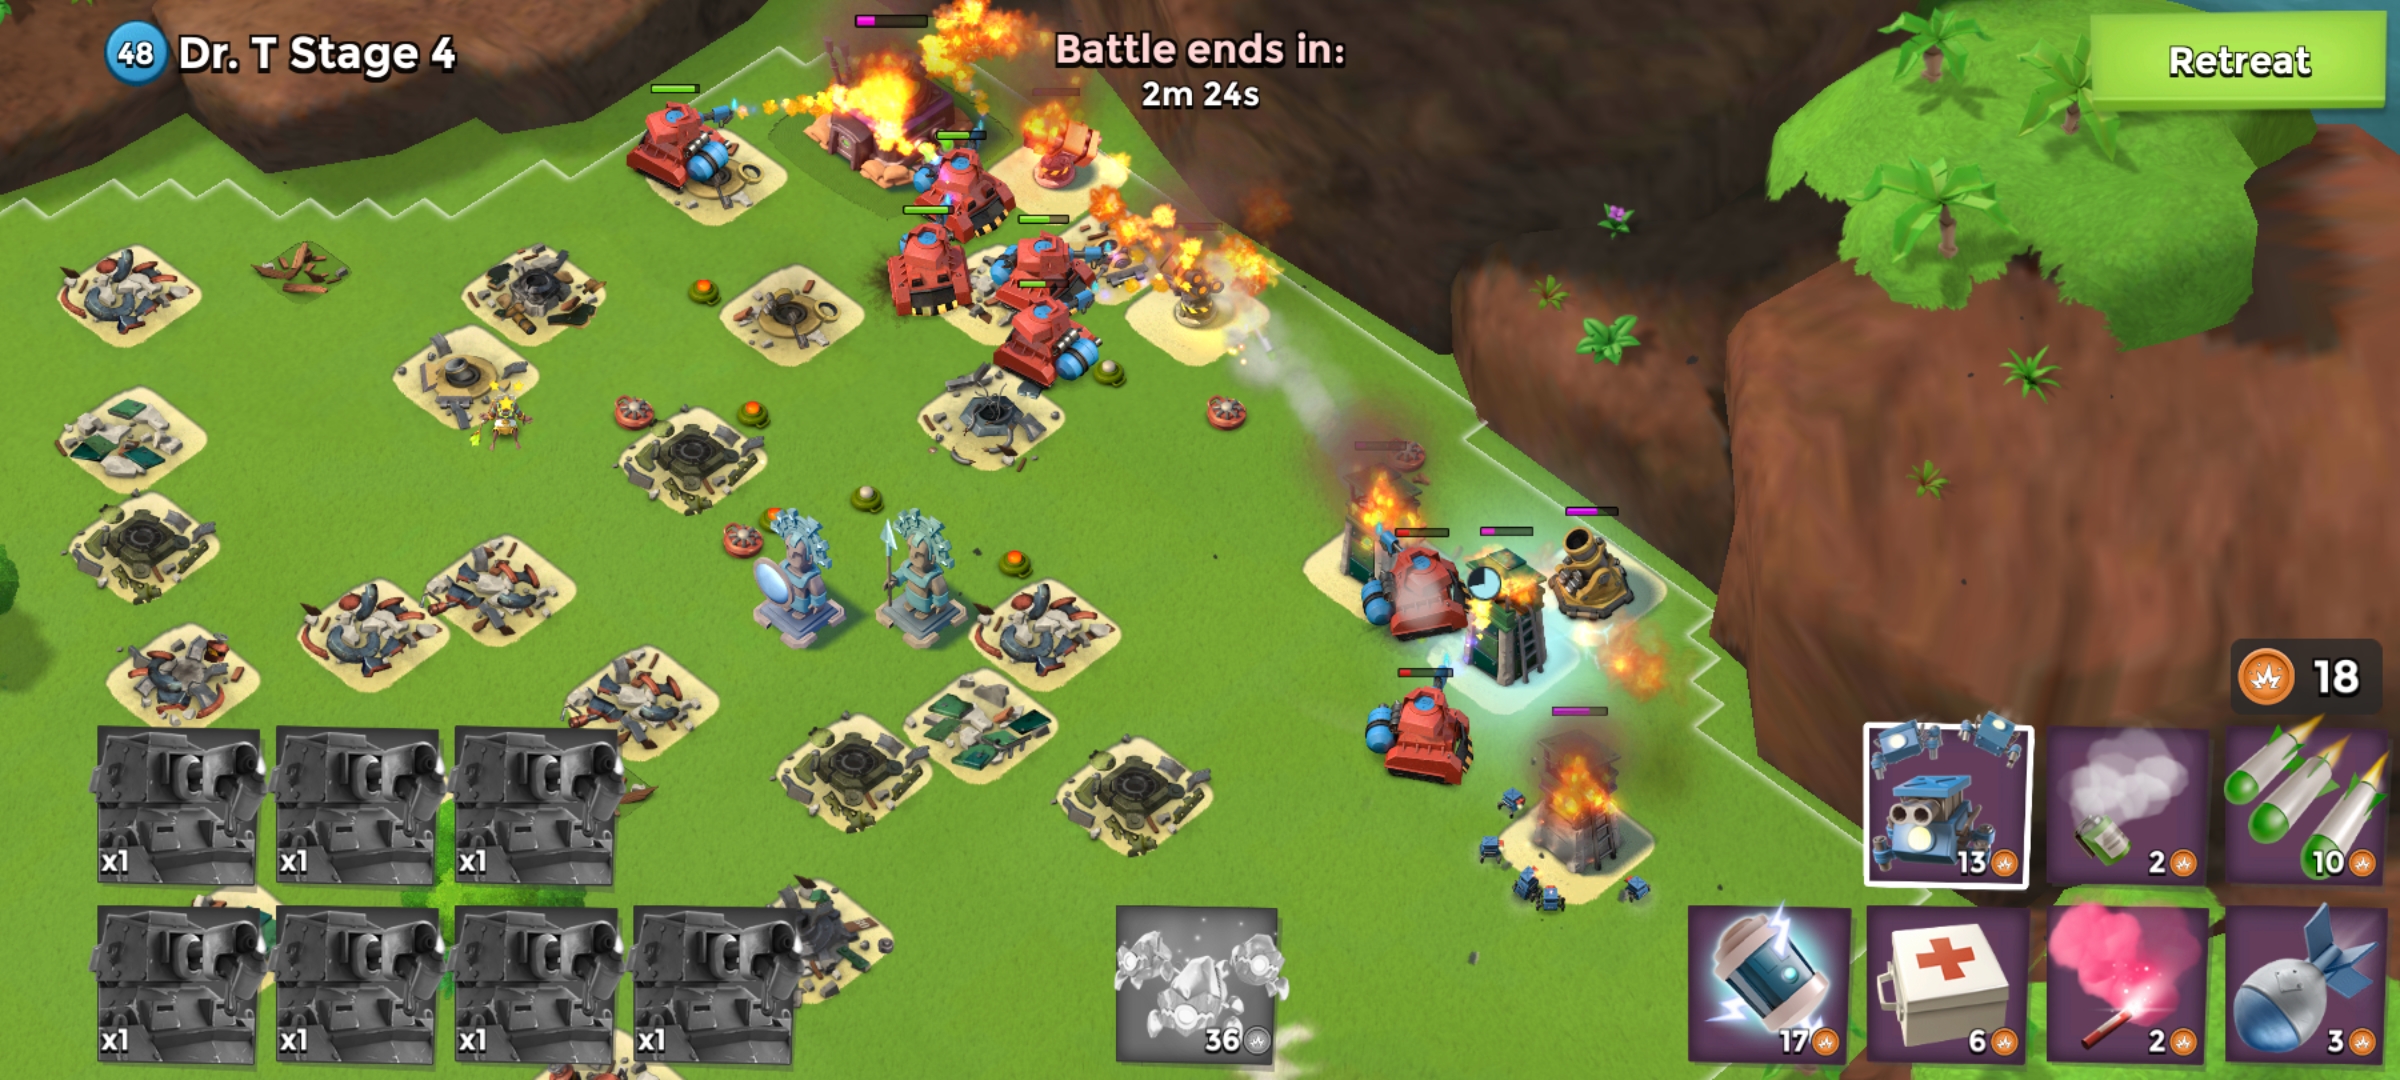 48 Dr. T Stage 4
Battle ends in:
2m 24s
Retreat
18
x1 x1 x1
13 2 10
x1 x1 x1 x1
36
17 6 2 3